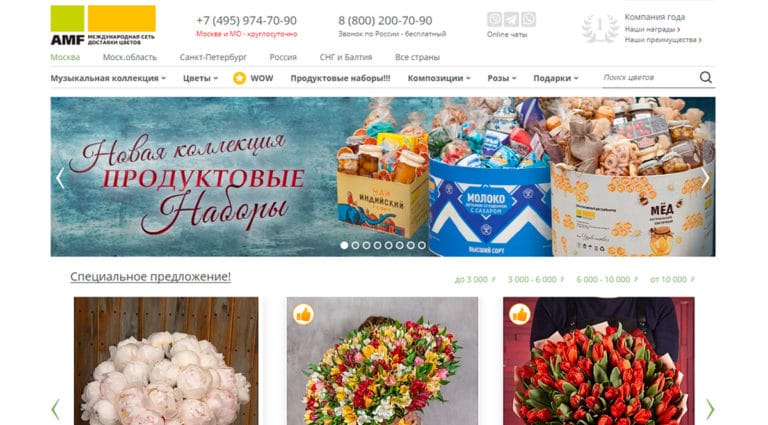 AMF МЕЖДУНАРОДНАЯ СЕТЬ
ДОСТАВКИ ЦВЕТОВ
+7 (495) 974-70-90
Москва и МО - круглосуточно
8 (800) 200-70-90
Звонок по России - бесплатный
Online чаты
1
Компания года
Наши награды >
Наши преимущества >
Москва Моск.область Санкт-Петербург Россия СНГ и Балтия Все страны
Музыкальная коллекция Цветы WOW Продуктовые наборы!!! Композиции Розы Подарки Поиск цветов
Новая коллекция
ПРОДУКТОВЫЕ
Наборы
ЧАЙ
ИНДИЙСКИЙ
МОЛОКО
С САХАРОМ
ВЫСШИЙ СОРТ
МЁД
Специальное предложение!
до 3 000 ₽ 3 000 - 6 000 ₽ 6 000 - 10 000 ₽ от 10 000 ₽